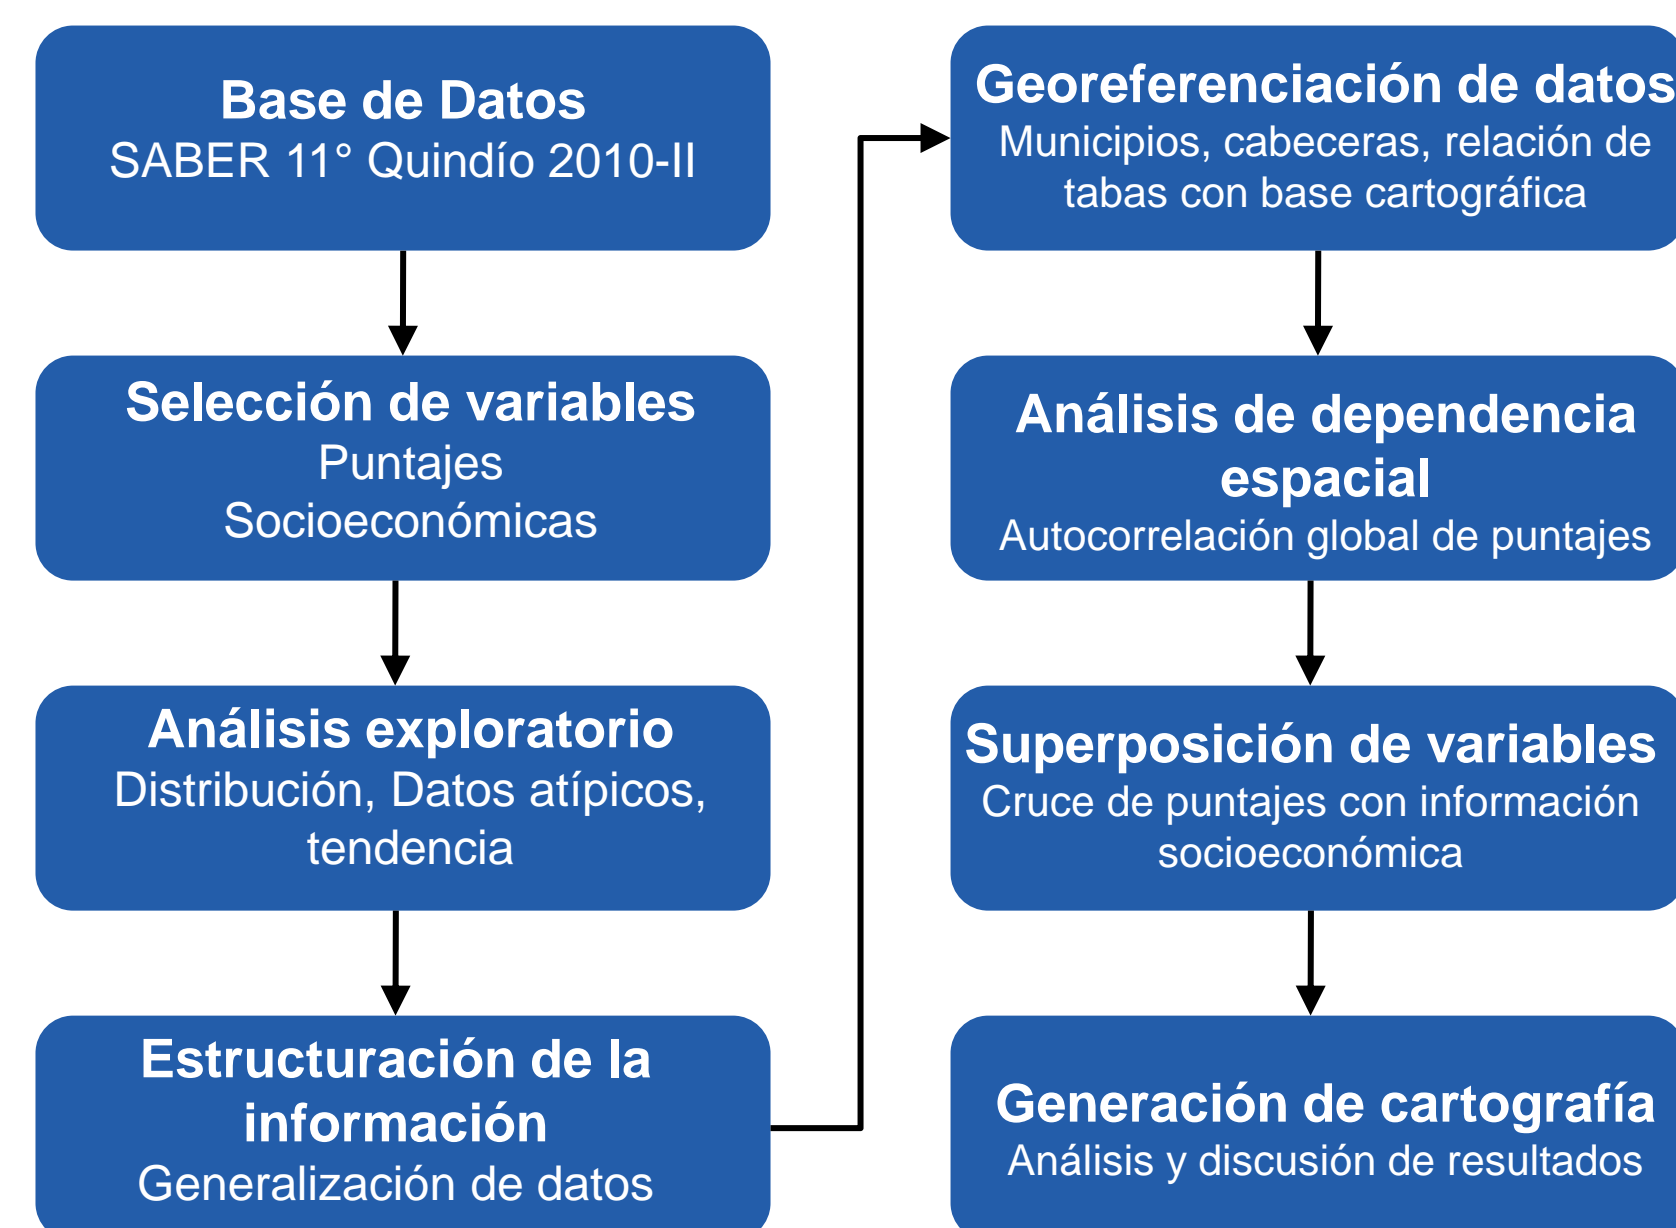 Base de Datos
SABER 11° Quindío 2010-II
Selección de variables
Puntajes
Socioeconómicas
Análisis exploratorio
Distribución, Datos atípicos,
tendencia
Estructuración de la
información
Generalización de datos
Georeferenciación de datos
Municipios, cabeceras, relación de
tabas con base cartográfica
Análisis de dependencia
espacial
Autocorrelación global de puntajes
Superposición de variables
Cruce de puntajes con información
socioeconómica
Generación de cartografía
Análisis y discusión de resultados